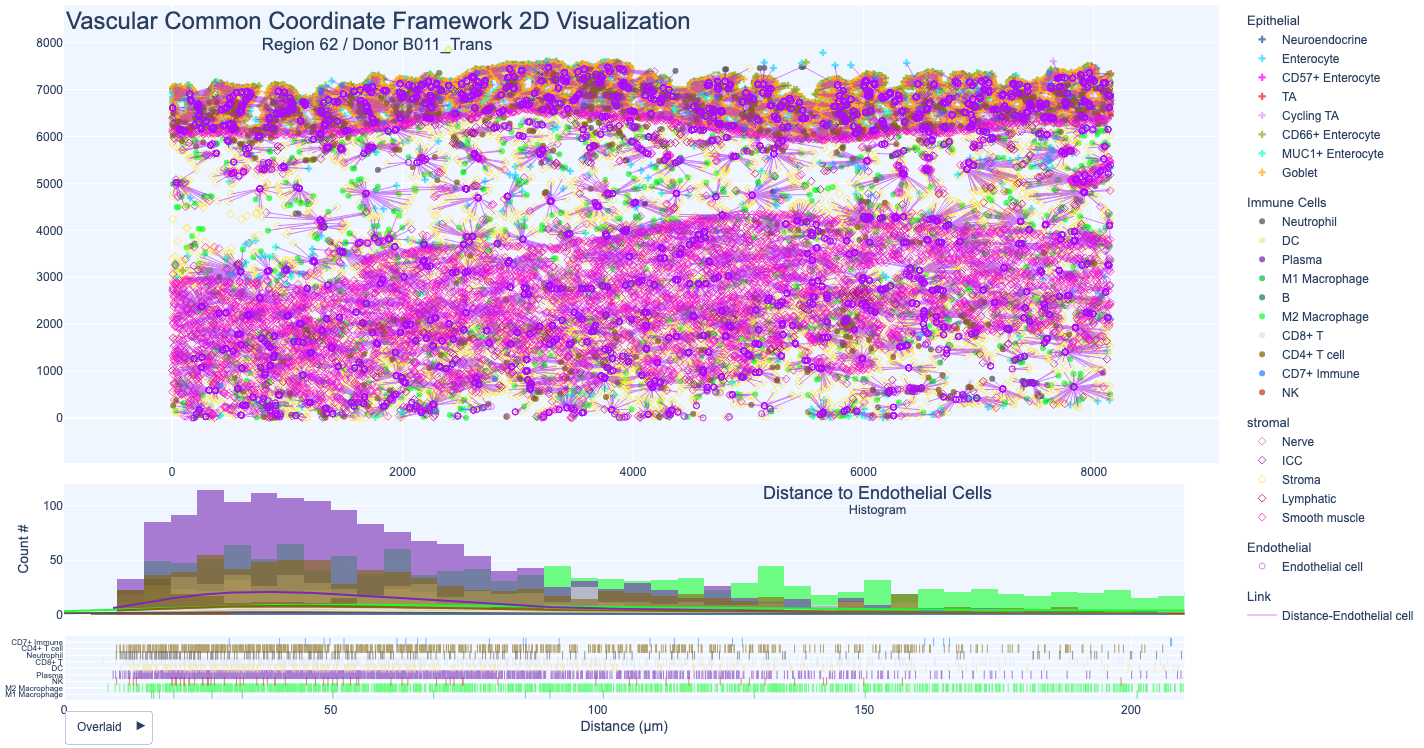 Vascular Common Coordinate Framework 2D Visualization
Region 62 / Donor B011_Trans
8000
7000
6000
5000
4000
3000
2000
1000
0
0 2000 4000 6000 8000
Epithelial
Neuroendocrine
Enterocyte
CD57+ Enterocyte
TA
Cycling TA
CD66+ Enterocyte
MUC1+ Enterocyte
Goblet
Immune Cells
Neutrophil
DC
Plasma
M1 Macrophage
B
M2 Macrophage
CD8+ T
CD4+ T cell
CD7+ Immune
NK
stromal
Nerve
ICC
Stroma
Lymphatic
Smooth muscle
Endothelial
Endothelial cell
Link
Distance-Endothelial cell
Distance to Endothelial Cells
Histogram
Count #
100
50
0
CD7+ Immune
CD4+ T cell
Neutrophil
CD8+ T
DC
Plasma
NK
M2 Macrophage
M1 Macrophage
0 50 100 150 200
Distance (μm)
Overlaid ►